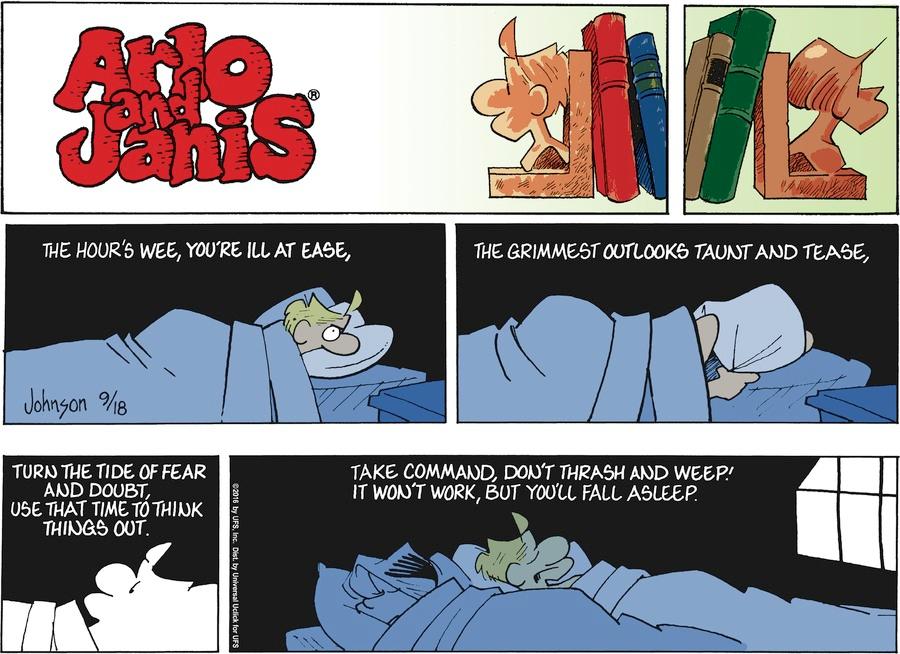 Arlo
and
Janis®
THE HOUR'S WEE, YOU'RE ILL AT EASE,
Johnson 9/18
THE GRIMMEST OUTLOOKS TAUNT AND TEASE,
TURN THE TIDE OF FEAR
AND DOUBT,
USE THAT TIME TO THINK
THINGS OUT.
©2016 by UFS, Inc. Dist. by Universal Uclick for UFS
TAKE COMMAND, DON'T THRASH AND WEEP!
IT WON'T WORK, BUT YOU'LL FALL ASLEEP.